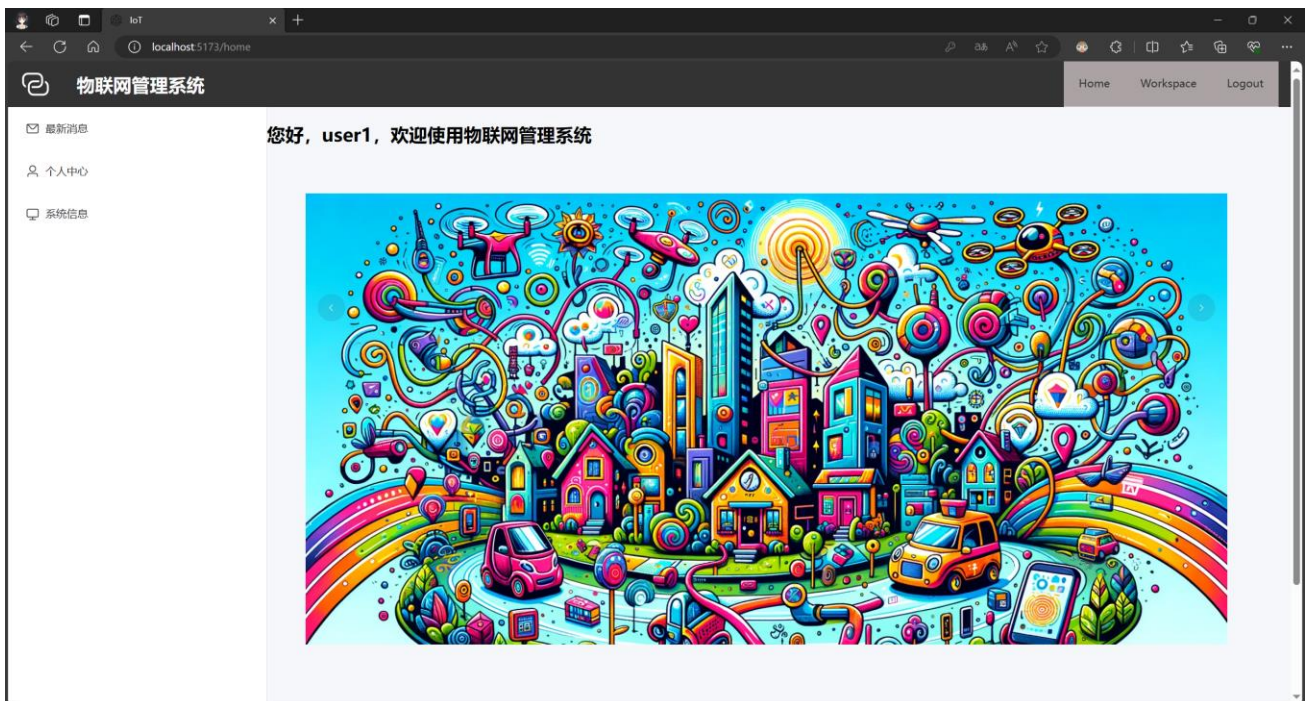 IoT
localhost:5173/home
物联网管理系统
Home Workspace Logout
最新消息
个人中心
系统信息
您好，user1，欢迎使用物联网管理系统